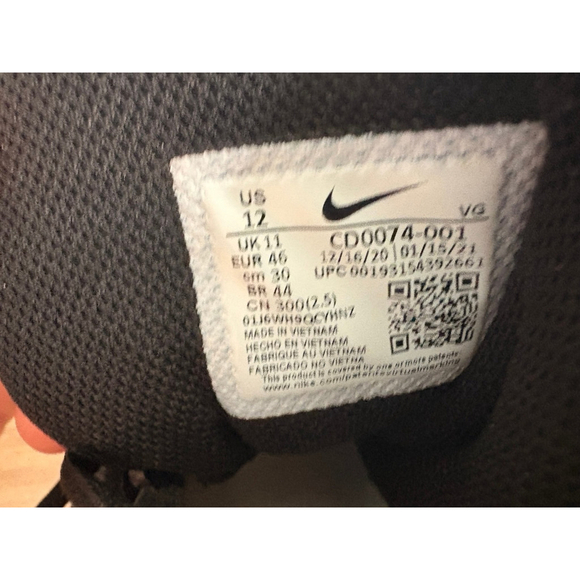 US
12
VG
UK 11
CD0074-001
EUR 46
12/16/20 01/15/21
cm 30
UPC 00193154392661
BR 44
CN 300(2.5)
01J6WH9QCYHNZ
MADE IN VIETNAM
HECHO EN VIETNAM
FABRIQUE AU VIETNAM
FABRICADO NO VIETNA
This product is covered by one or more patents
www.nike.com/patentsvirtualmarking